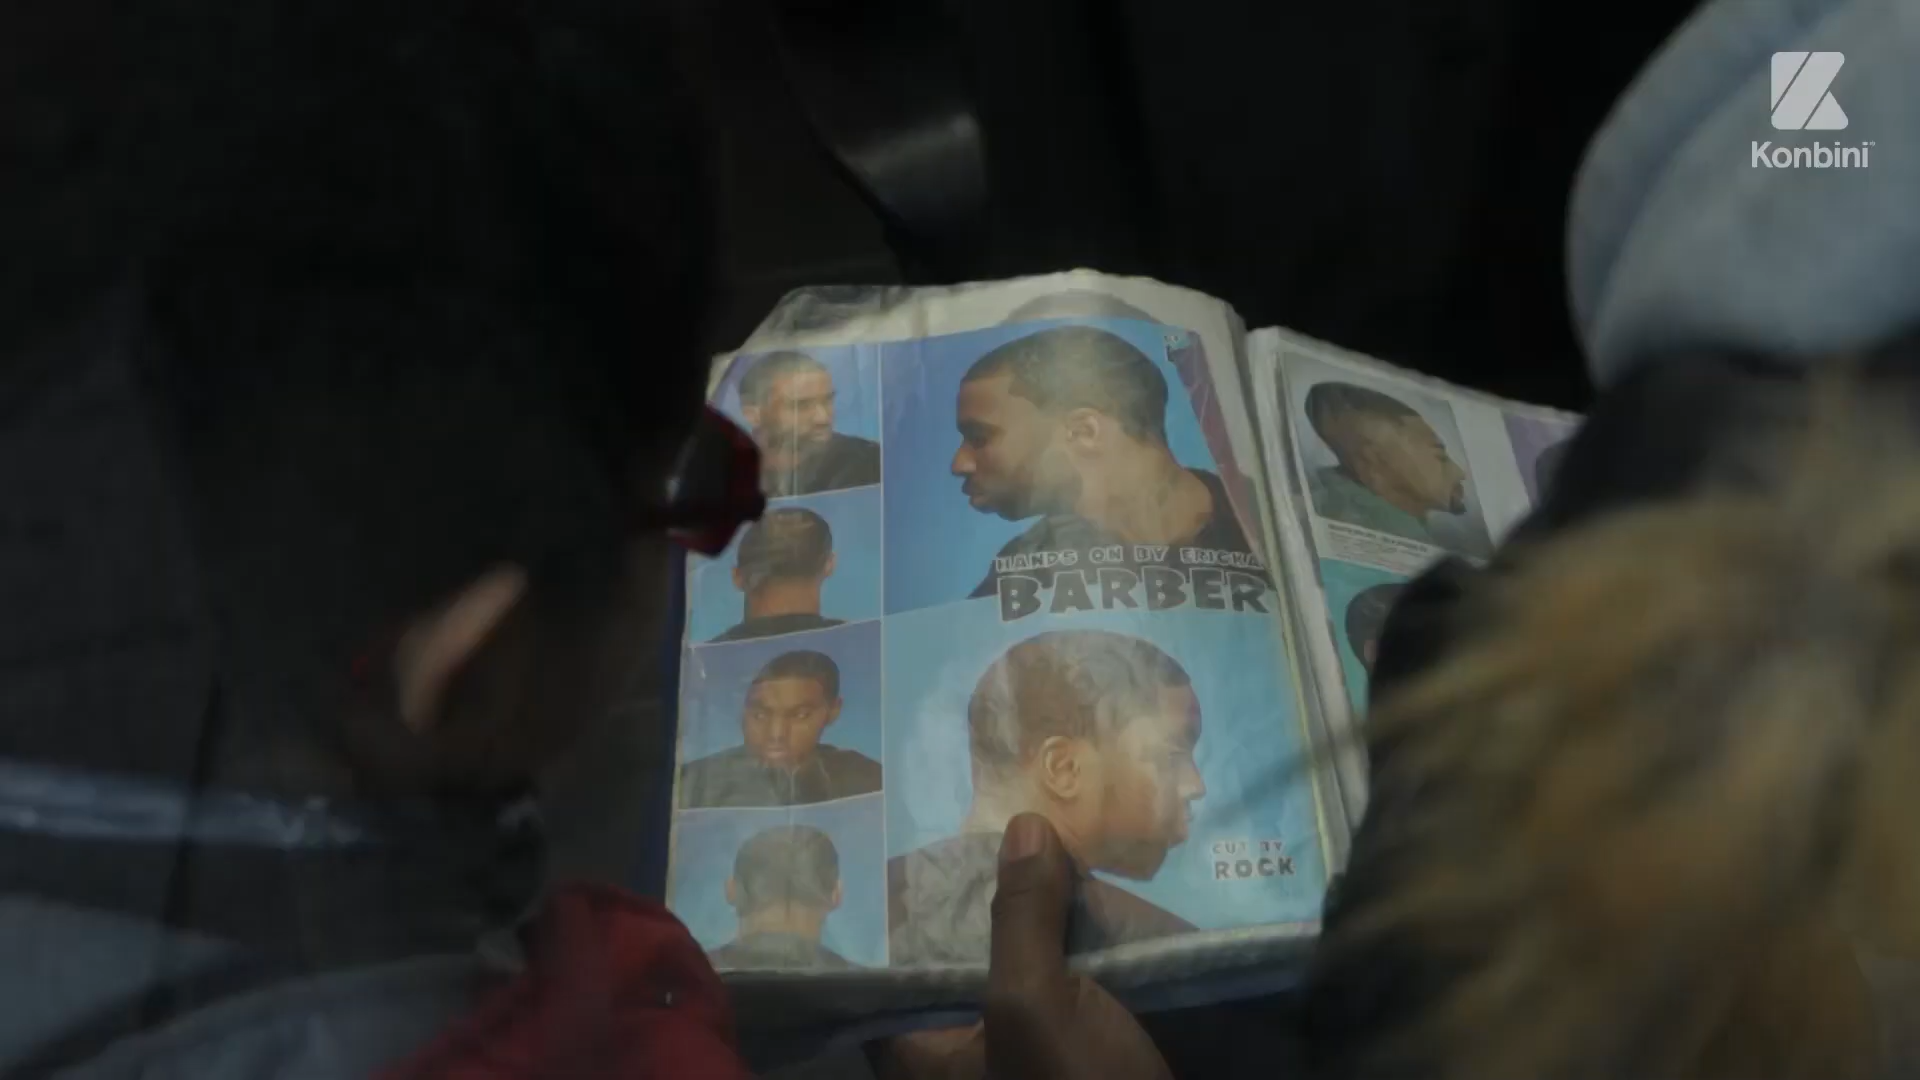 Konbini
HANDS ON BY ERICKA
BARBER
CUT BY
ROCK